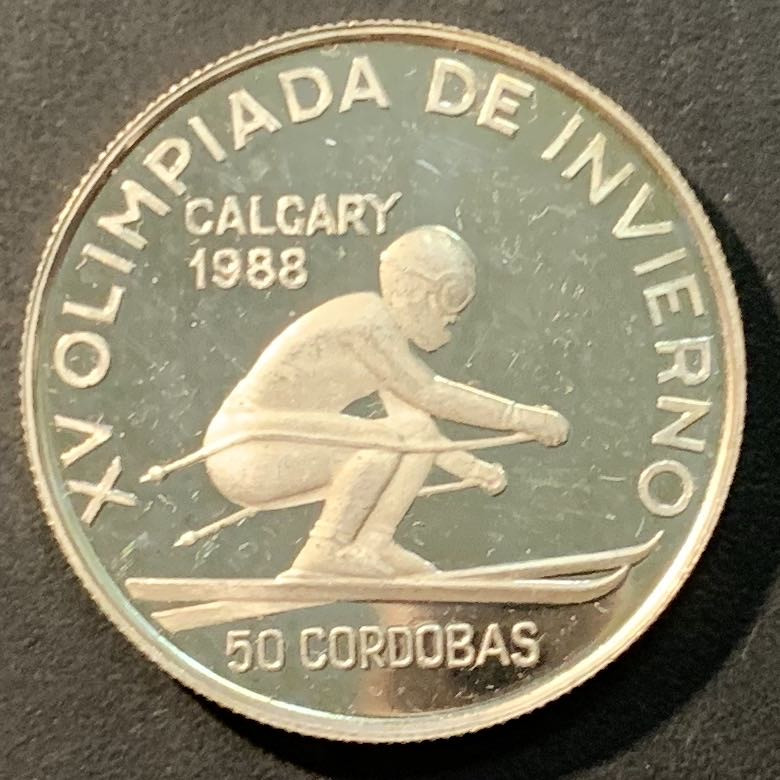 XV OLIMPIADA DE INVIERNO
CALGARY
1988
50 CORDOBAS